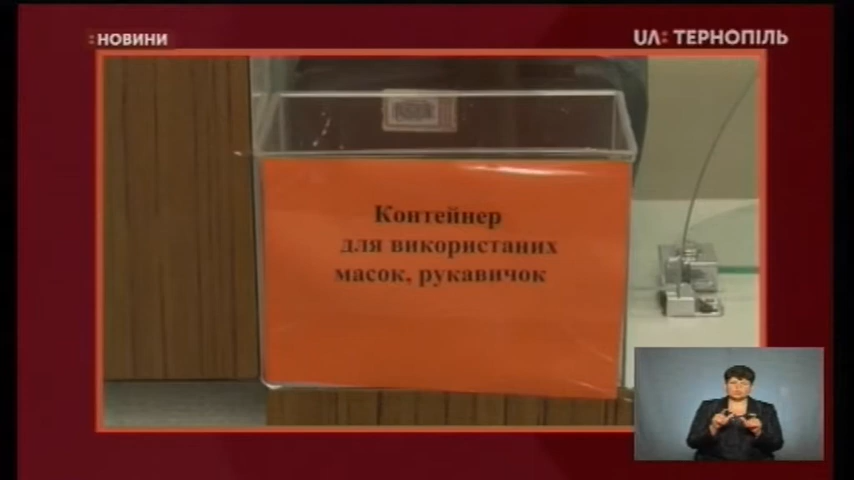 :НОВИНИ
UA: ТЕРНОПІЛЬ
Контейнер
для використаних
масок, рукавичок